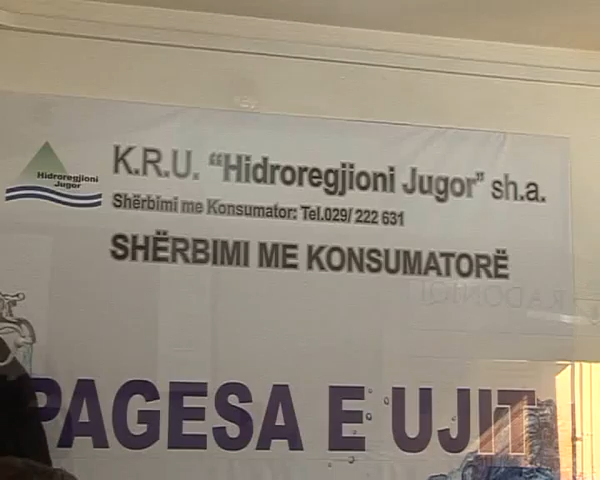 Hidroregjioni
Jugor
K.R.U. "Hidroregjioni Jugor" sh.a.
Shërbimi me Konsumator: Tel.029/ 222 631
SHËRBIMI ME KONSUMATORË
PAGESA E UJIT